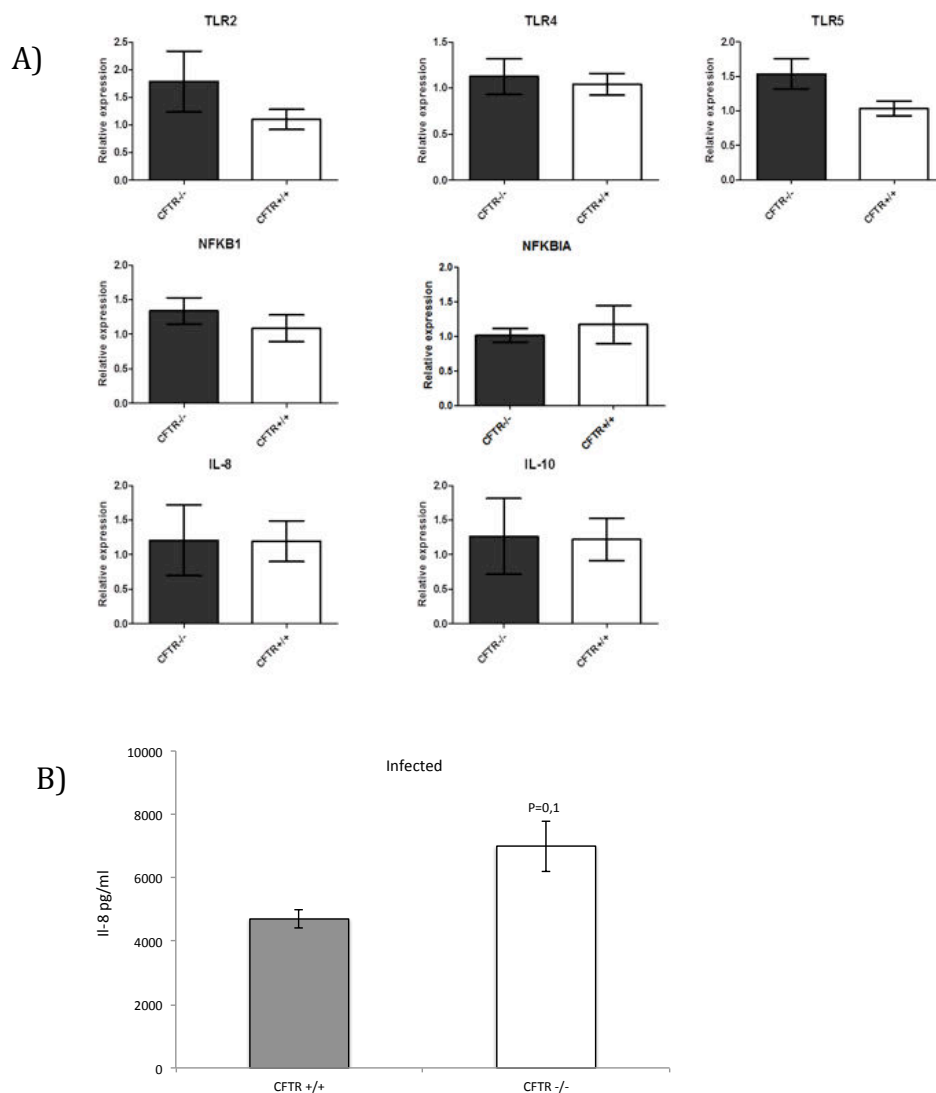 A)
TLR2
Relative expression
2.5
2.0
1.5
1.0
0.5
0.0
CFTR-/-
CFTR+/+
TLR4
Relative expression
1.5
1.0
0.5
0.0
CFTR-/-
CFTR+/+
TLR5
Relative expression
2.0
1.5
1.0
0.5
0.0
CFTR-/-
CFTR+/+
NFKB1
Relative expression
2.0
1.5
1.0
0.5
0.0
CFTR-/-
CFTR+/+
NFKBIA
Relative expression
2.0
1.5
1.0
0.5
0.0
CFTR-/-
CFTR+/+
IL-8
Relative expression
2.0
1.5
1.0
0.5
0.0
CFTR-/-
CFTR+/+
IL-10
Relative expression
2.0
1.5
1.0
0.5
0.0
CFTR-/-
CFTR+/+
B)
Infected
P=0,1
Il-8 pg/ml
10000
8000
6000
4000
2000
0
CFTR +/+
CFTR -/-